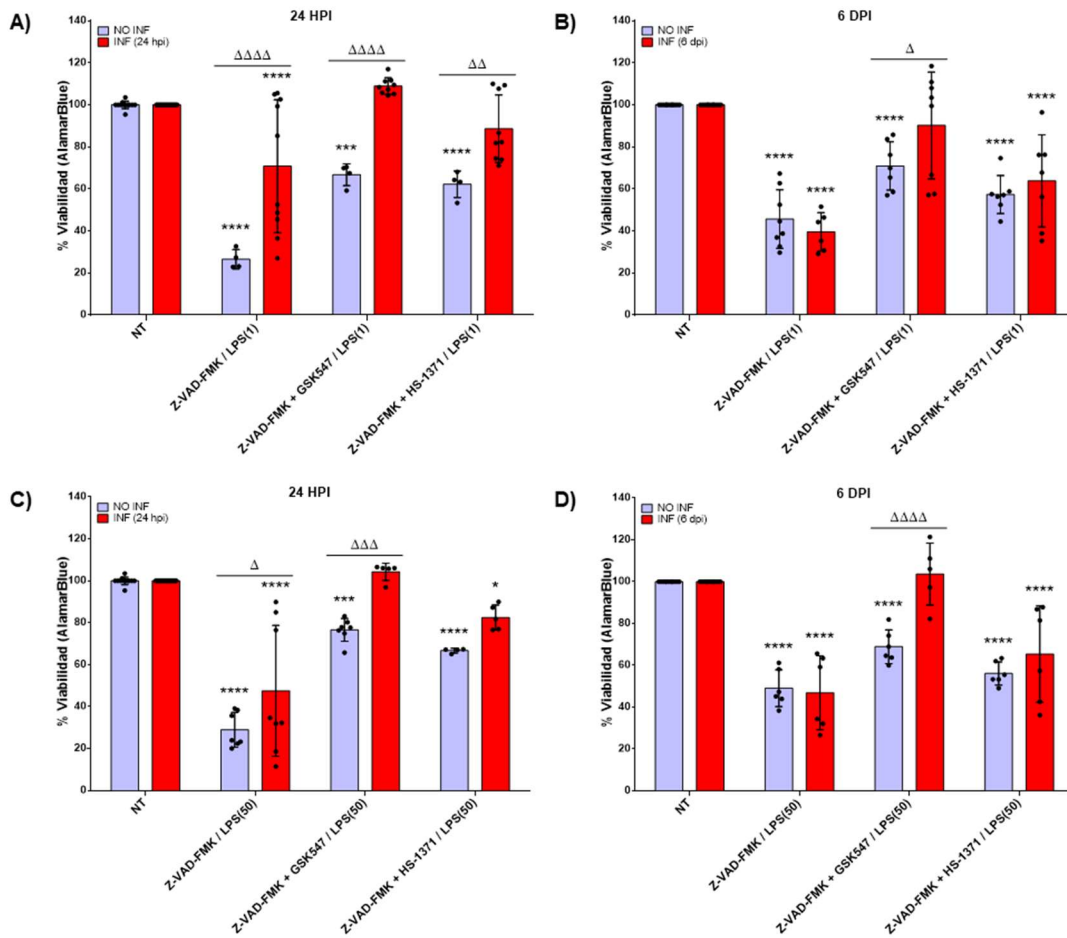 A)
24 HPI
NO INF
INF (24 hpi)
ΔΔΔΔ
ΔΔΔΔ
ΔΔ
****
****
***
****
% Viabilidad (AlamarBlue)
140
120
100
80
60
40
20
0
NT
Z-VAD-FMK / LPS(1)
Z-VAD-FMK + GSK547 / LPS(1)
Z-VAD-FMK + HS-1371 / LPS(1)
B)
6 DPI
NO INF
INF (6 dpi)
Δ
****
****
****
****
****
% Viabilidad (AlamarBlue)
140
120
100
80
60
40
20
0
NT
Z-VAD-FMK / LPS(1)
Z-VAD-FMK + GSK547 / LPS(1)
Z-VAD-FMK + HS-1371 / LPS(1)
C)
24 HPI
NO INF
INF (24 hpi)
Δ
ΔΔΔ
****
****
***
****
*
% Viabilidad (AlamarBlue)
140
120
100
80
60
40
20
0
NT
Z-VAD-FMK / LPS(50)
Z-VAD-FMK + GSK547 / LPS(50)
Z-VAD-FMK + HS-1371 / LPS(50)
D)
6 DPI
NO INF
INF (6 dpi)
ΔΔΔΔ
****
****
****
****
****
% Viabilidad (AlamarBlue)
140
120
100
80
60
40
20
0
NT
Z-VAD-FMK / LPS(50)
Z-VAD-FMK + GSK547 / LPS(50)
Z-VAD-FMK + HS-1371 / LPS(50)